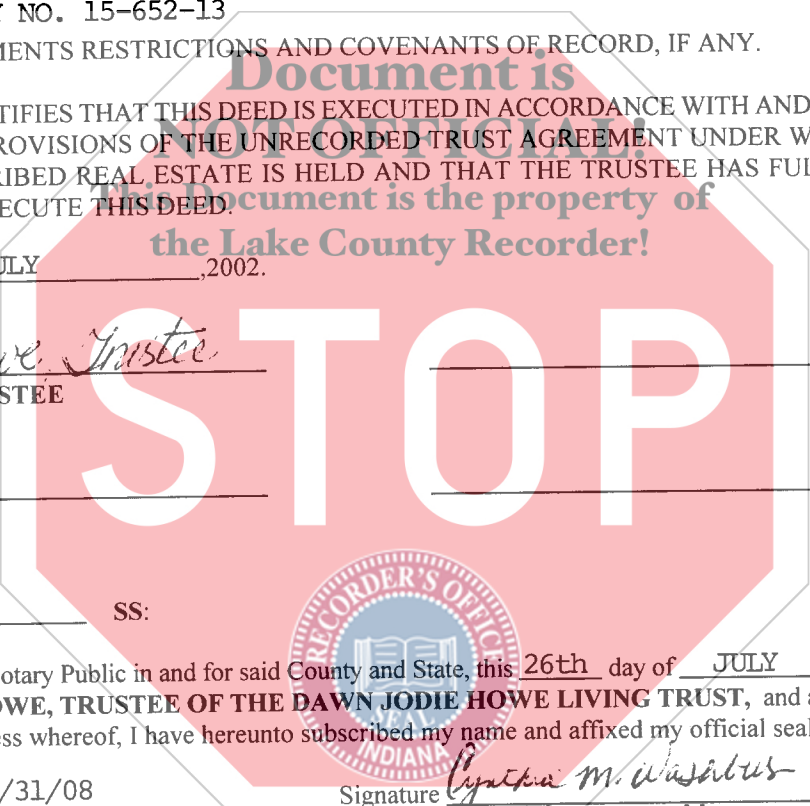 Y NO. 15-652-13
MENTS RESTRICTIONS AND COVENANTS OF RECORD, IF ANY.
Document is
TIFIES THAT THIS DEED IS EXECUTED IN ACCORDANCE WITH AND
NOT OFFICIAL!
ROVISIONS OF THE UNRECORDED TRUST AGREEMENT UNDER W
RIBED REAL ESTATE IS HELD AND THAT THE TRUSTEE HAS FUL
This Document is the property of
ECUTE THIS DEED.
the Lake County Recorder!
ULY ,2002.
STOP
we, Trustee
STEE
SS:
RECORDER'S OFFICE
SEAL
INDIANA
otary Public in and for said County and State, this 26th day of JULY
OWE, TRUSTEE OF THE DAWN JODIE HOWE LIVING TRUST, and a
ess whereof, I have hereunto subscribed my name and affixed my official seal
/31/08
Signature Cynthia M.